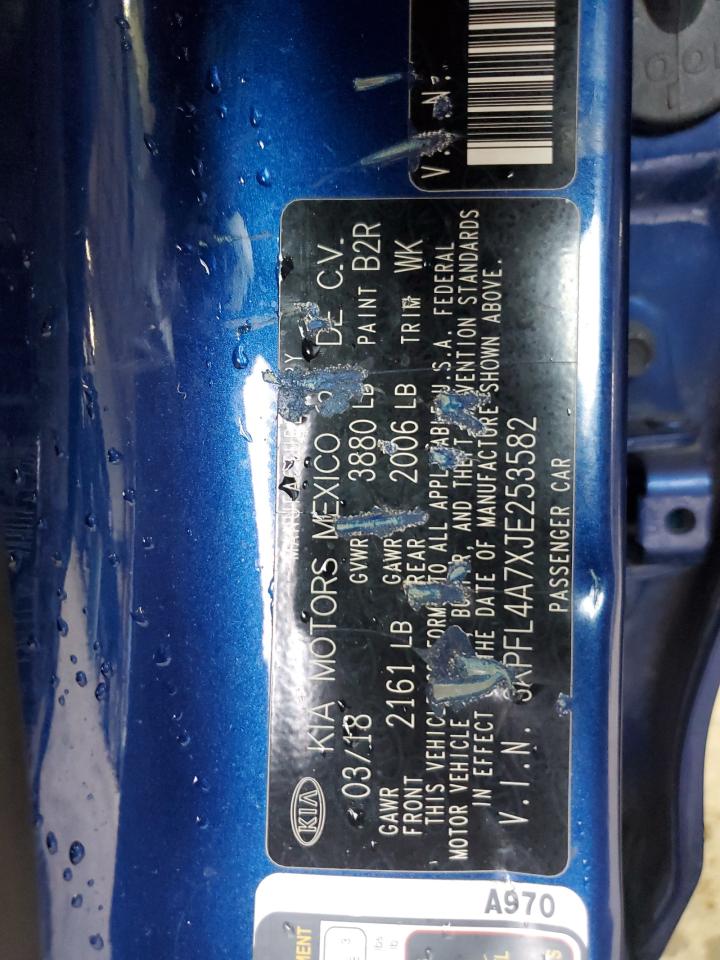 KIA
MANUFACTURED BY
KIA MOTORS MEXICO DE C.V.
03/18 GVWR 3880 LB PAINT B2R
GAWR FRONT 2161 LB GAWR REAR 2006 LB TRIM WK
THIS VEHICLE CONFORMS TO ALL APPLICABLE U.S.A. FEDERAL
MOTOR VEHICLE BUMPER, AND THEFT PREVENTION STANDARDS
IN EFFECT THE DATE OF MANUFACTURE SHOWN ABOVE.
V.I.N. 3KPFL4A7XJE253582
PASSENGER CAR
V. N.
A970